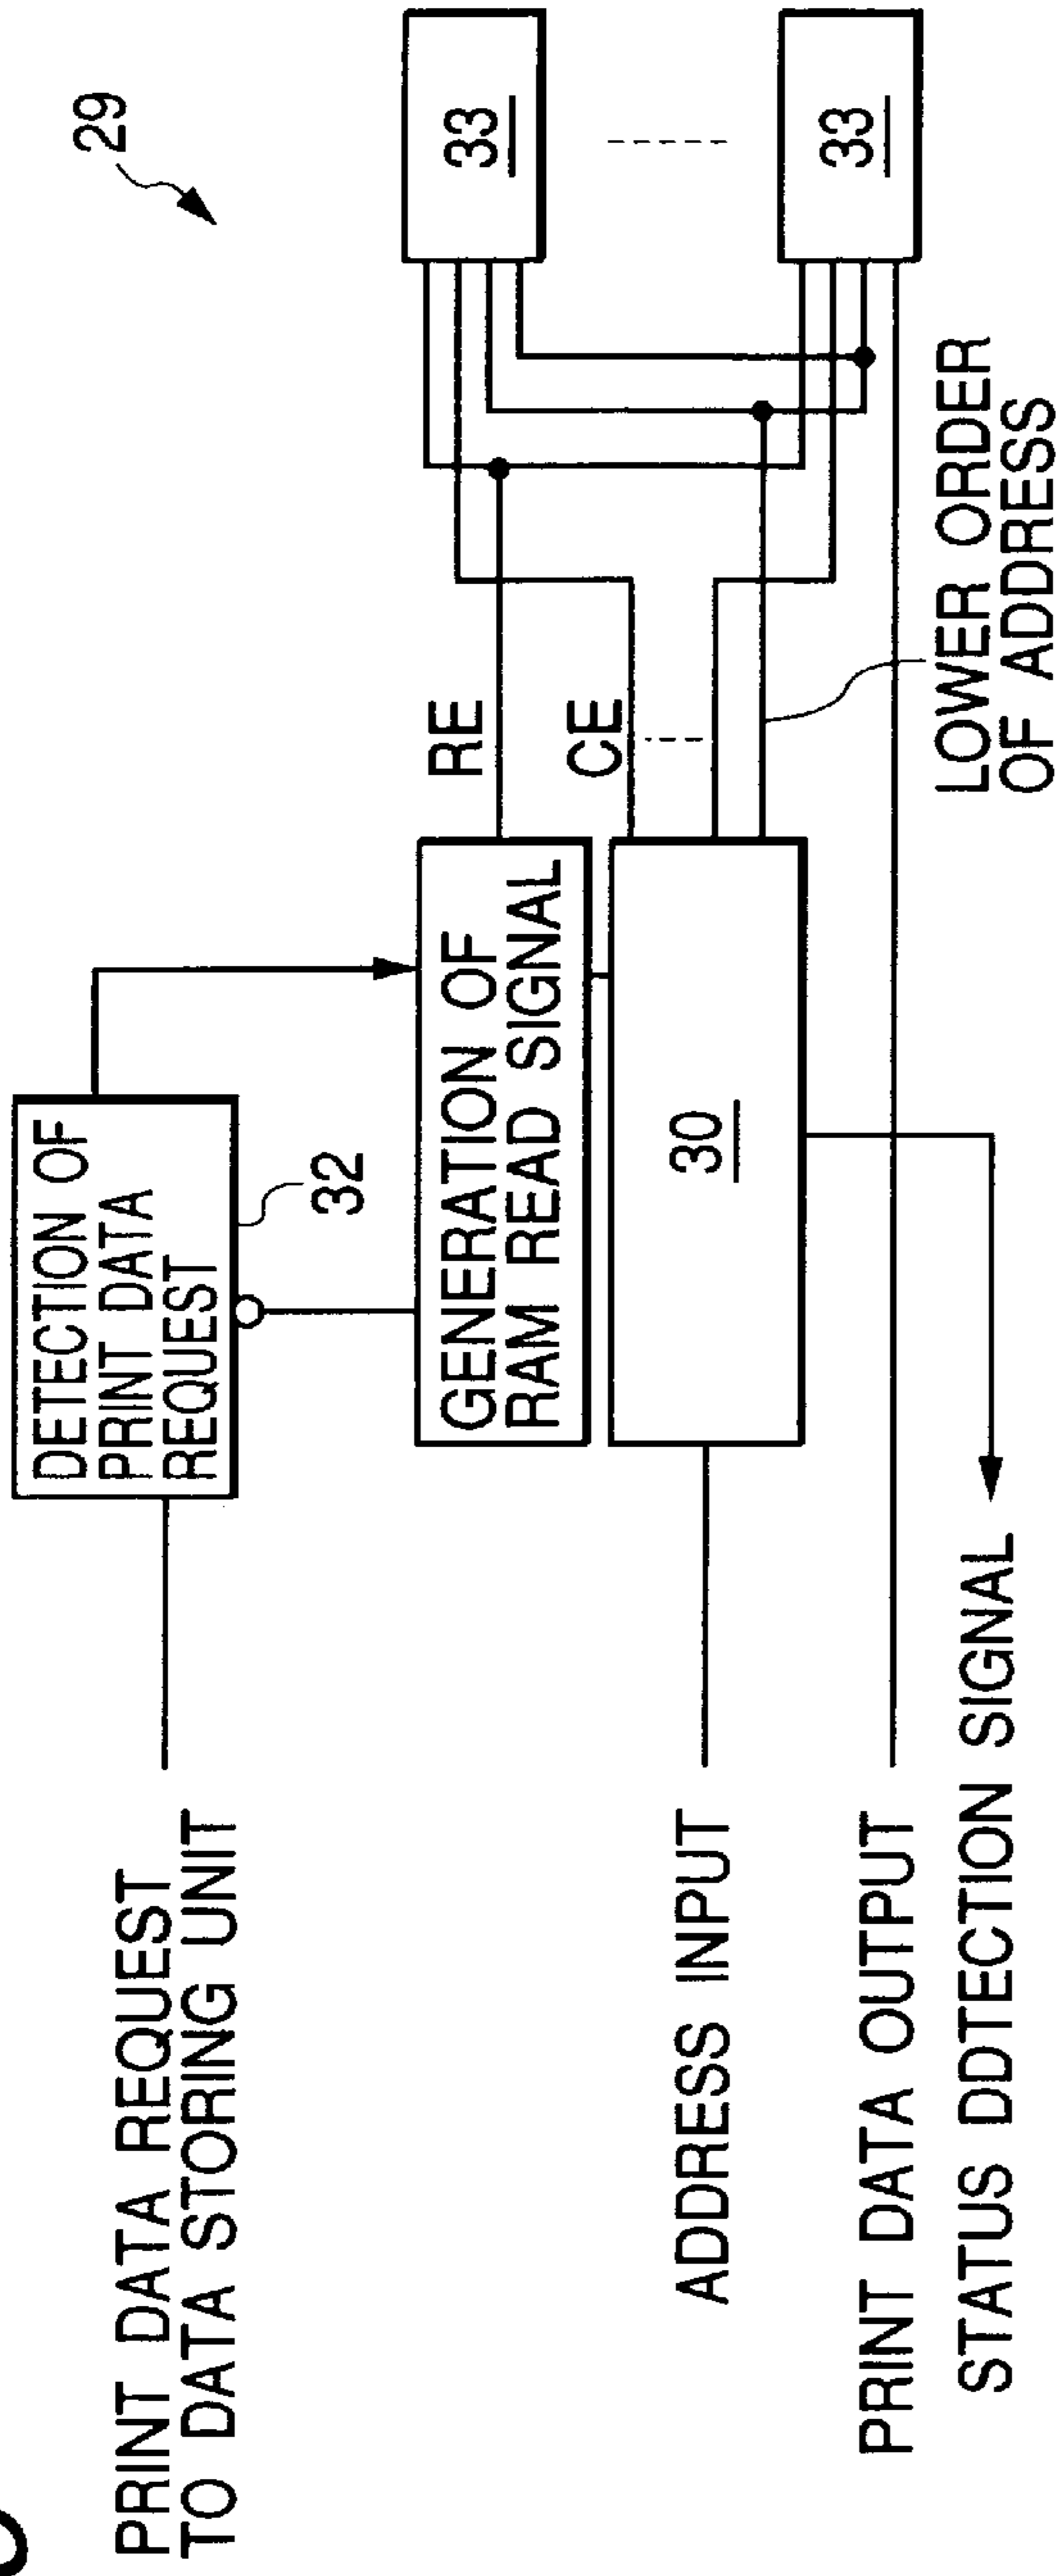 29
PRINT DATA REQUEST
TO DATA STORING UNIT
DETECTION OF
PRINT DATA
REQUEST
32
GENERATION OF
RAM READ SIGNAL
RE
CE
33
33
30
ADDRESS INPUT
PRINT DATA OUTPUT
STATUS DDTECTION SIGNAL
LOWER ORDER
OF ADDRESS